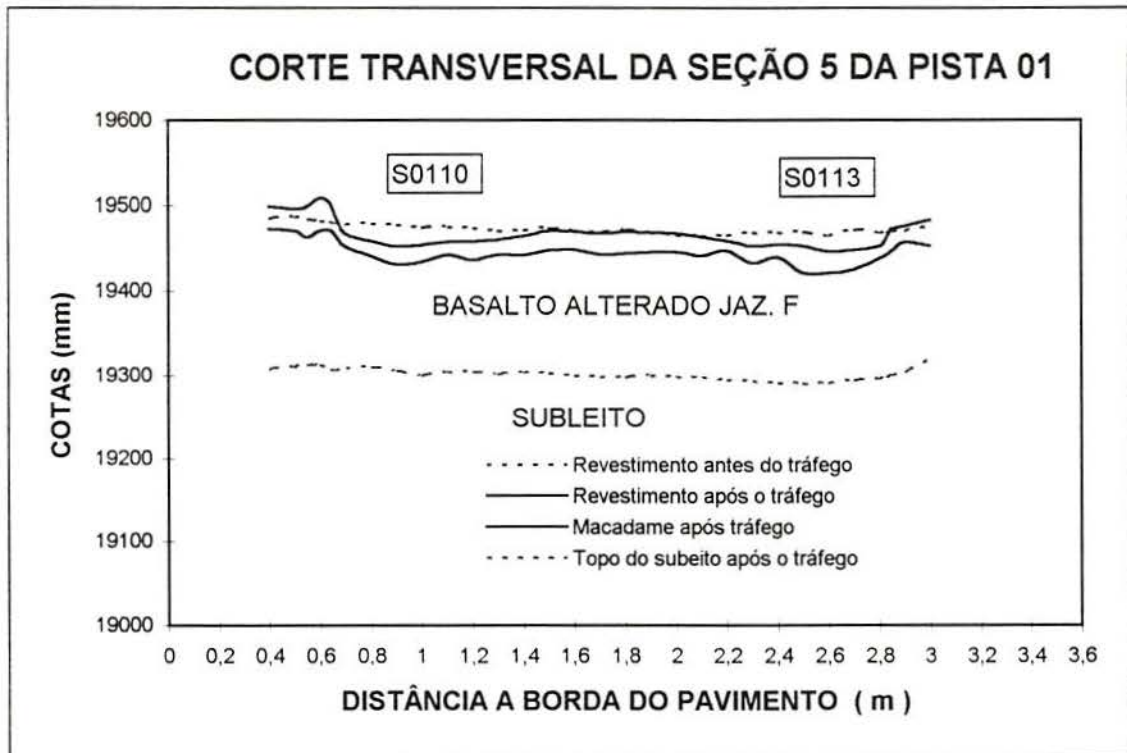 CORTE TRANSVERSAL DA SEÇÃO 5 DA PISTA 01
19600
19500
19400
19300
19200
19100
19000
COTAS (mm)
S0110
S0113
BASALTO ALTERADO JAZ. F
SUBLEITO
Revestimento antes do tráfego
Revestimento após o tráfego
Macadame após tráfego
Topo do subeito após o tráfego
0 0,2 0,4 0,6 0,8 1 1,2 1,4 1,6 1,8 2 2,2 2,4 2,6 2,8 3 3,2 3,4 3,6
DISTÂNCIA A BORDA DO PAVIMENTO ( m )